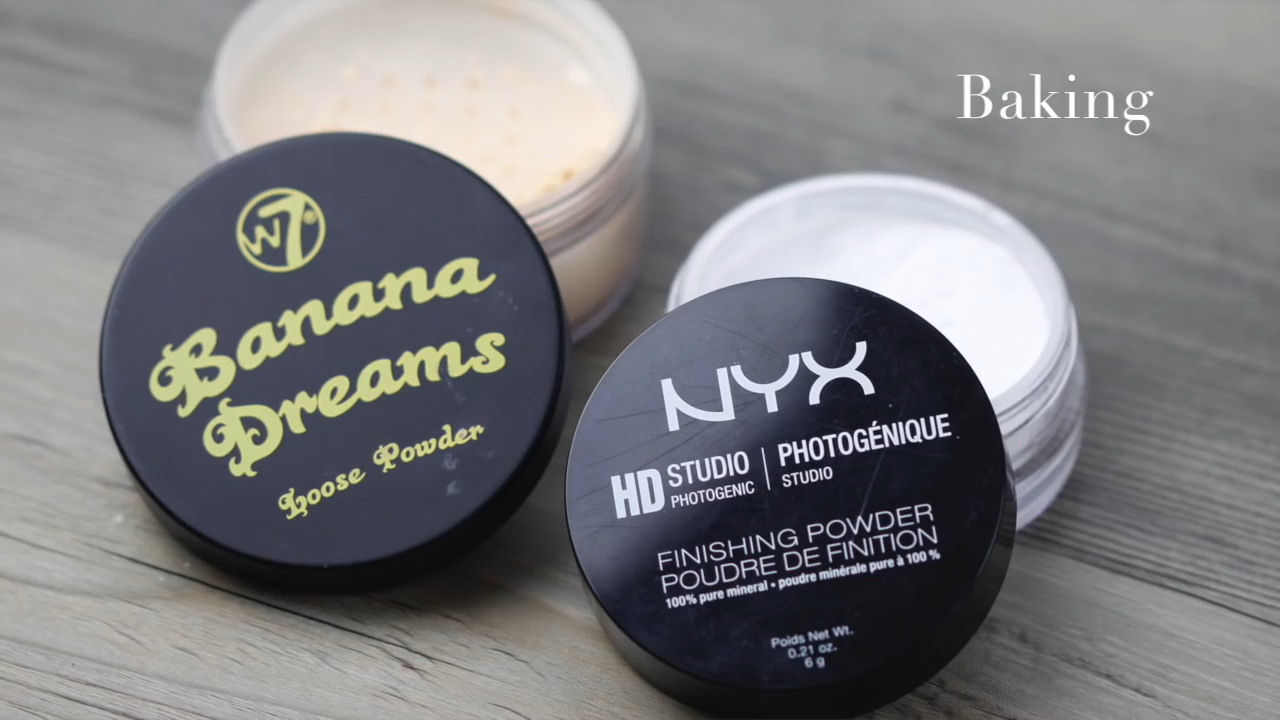 Baking
W7®
Banana
Dreams
Loose Powder
NYX
HD STUDIO PHOTOGENIC | PHOTOGÉNIQUE STUDIO
FINISHING POWDER
POUDRE DE FINITION
100% pure mineral • poudre minérale pure à 100 %
Poids Net Wt.
0.21 oz.
6 g